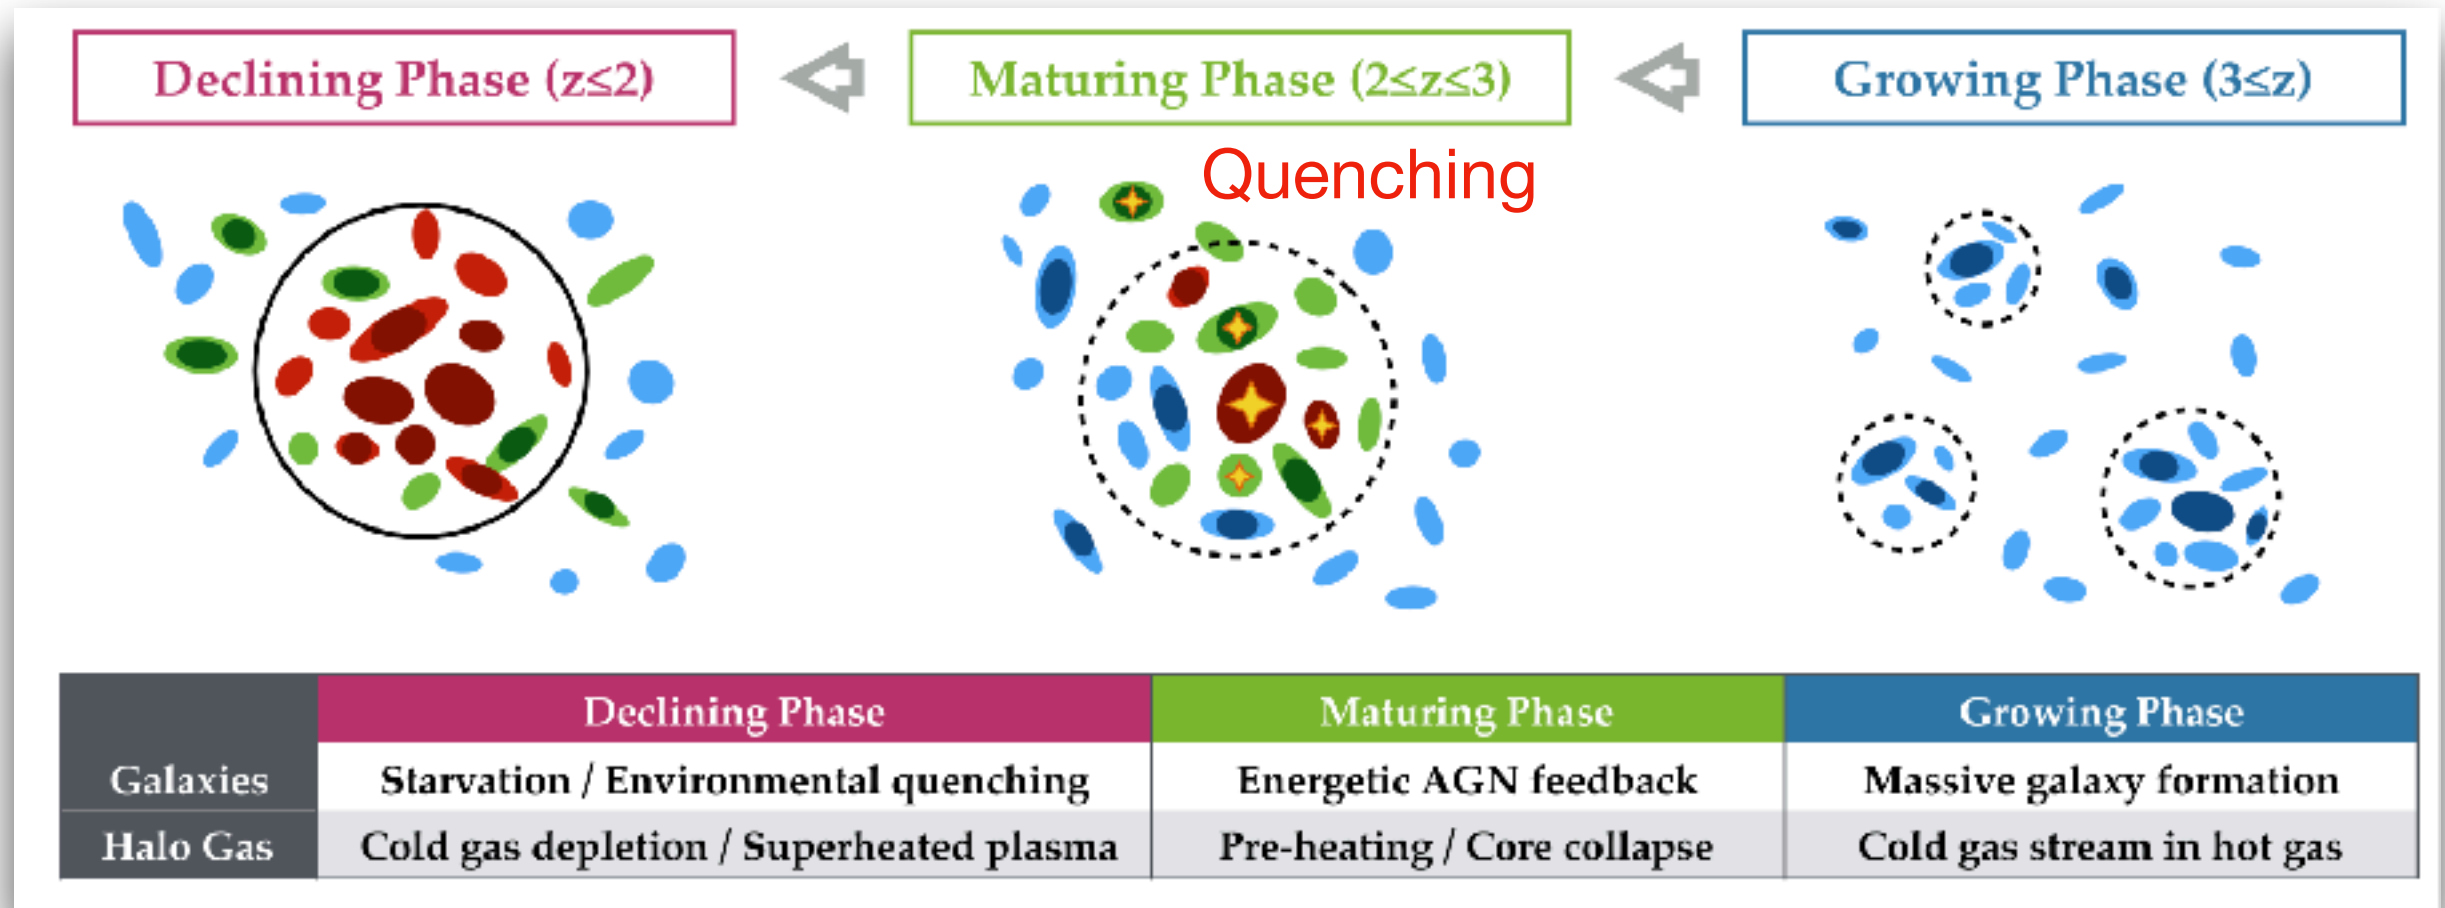 Declining Phase (z≤2)
Maturing Phase (2≤z≤3)
Growing Phase (3≤z)
Quenching
Declining Phase
Maturing Phase
Growing Phase
Galaxies
Starvation / Environmental quenching
Energetic AGN feedback
Massive galaxy formation
Halo Gas
Cold gas depletion / Superheated plasma
Pre-heating / Core collapse
Cold gas stream in hot gas